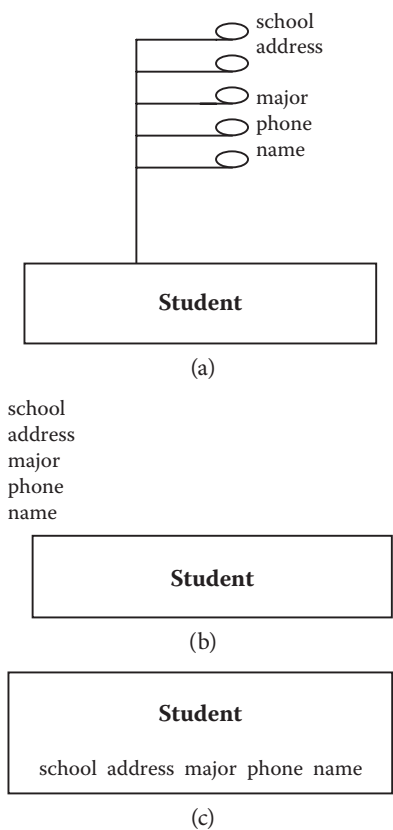 school
address
major
phone
name
Student
(a)
school
address
major
phone
name
Student
(b)
Student
school address major phone name
(c)